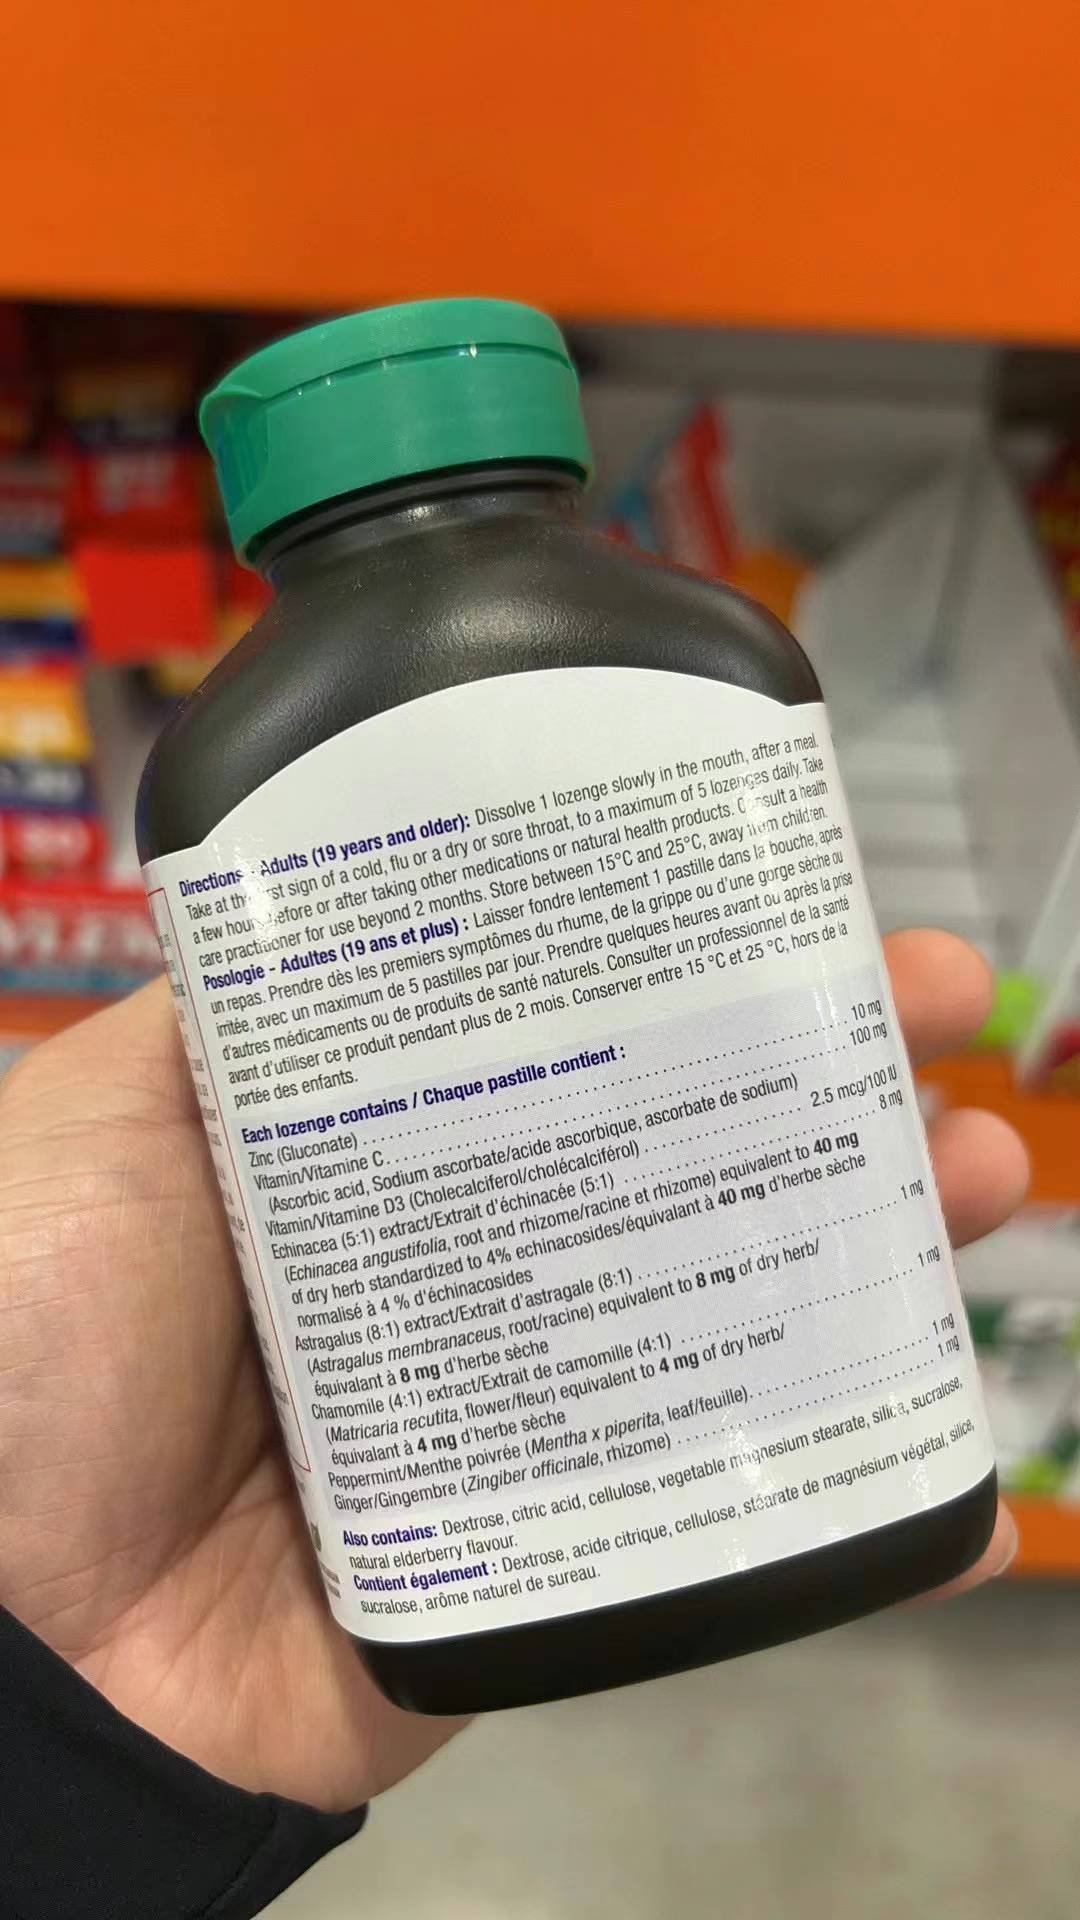 Directions - Adults (19 years and older): Dissolve 1 lozenge slowly in the mouth, after a meal.
Take at the first sign of a cold, flu or a dry or sore throat, to a maximum of 5 lozenges daily. Take
a few hours before or after taking other medications or natural health products. Consult a health
care practitioner for use beyond 2 months. Store between 15°C and 25°C, away from children.
Posologie - Adultes (19 ans et plus) : Laisser fondre lentement 1 pastille dans la bouche, après
un repas. Prendre dès les premiers symptômes du rhume, de la grippe ou d'une gorge sèche ou
irritée, avec un maximum de 5 pastilles par jour. Prendre quelques heures avant ou après la prise
d'autres médicaments ou de produits de santé naturels. Consulter un professionnel de la santé
avant d'utiliser ce produit pendant plus de 2 mois. Conserver entre 15 °C et 25 °C, hors de la
portée des enfants.
Each lozenge contains / Chaque pastille contient :
Zinc (Gluconate) . . . . . . . . . . 10 mg
Vitamin/Vitamine C. . . . . . . . . . 100 mg
(Ascorbic acid, Sodium ascorbate/acide ascorbique, ascorbate de sodium)
Vitamin/Vitamine D3 (Cholecalciferol/cholécalciférol) . . . . . . . . . . 2.5 mcg/100 IU
Echinacea (5:1) extract/Extrait d'échinacée (5:1) . . . . . . . . . . 8 mg
(Echinacea angustifolia, root and rhizome/racine et rhizome) equivalent to 40 mg
of dry herb standardized to 4% echinacosides/équivalant à 40 mg d'herbe sèche
normalisé à 4 % d'échinacosides
Astragalus (8:1) extract/Extrait d'astragale (8:1) . . . . . . . . . . 1 mg
(Astragalus membranaceus, root/racine) equivalent to 8 mg of dry herb/
équivalant à 8 mg d'herbe sèche
Chamomile (4:1) extract/Extrait de camomille (4:1) . . . . . . . . . . 1 mg
(Matricaria recutita, flower/fleur) equivalent to 4 mg of dry herb/
équivalant à 4 mg d'herbe sèche
Peppermint/Menthe poivrée (Mentha x piperita, leaf/feuille). . . . . . . . . . 1 mg
Ginger/Gingembre (Zingiber officinale, rhizome) . . . . . . . . . . 1 mg
Also contains: Dextrose, citric acid, cellulose, vegetable magnesium stearate, silica, sucralose,
natural elderberry flavour.
Contient également : Dextrose, acide citrique, cellulose, stéarate de magnésium végétal, silice,
sucralose, arôme naturel de sureau.